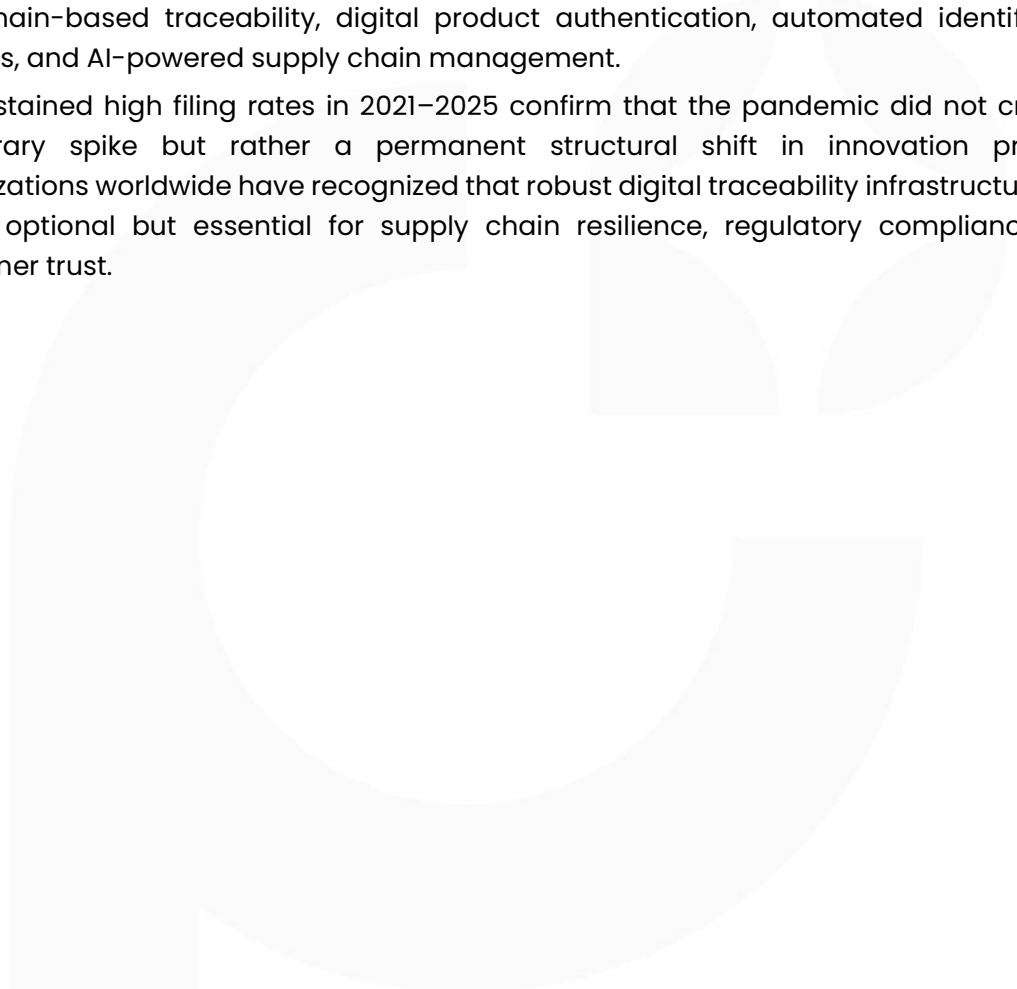 hain-based traceability, digital product authentication, automated identif
s, and AI-powered supply chain management.
stained high filing rates in 2021–2025 confirm that the pandemic did not cr
rary spike but rather a permanent structural shift in innovation pr
zations worldwide have recognized that robust digital traceability infrastructu
optional but essential for supply chain resilience, regulatory complianc
ner trust.